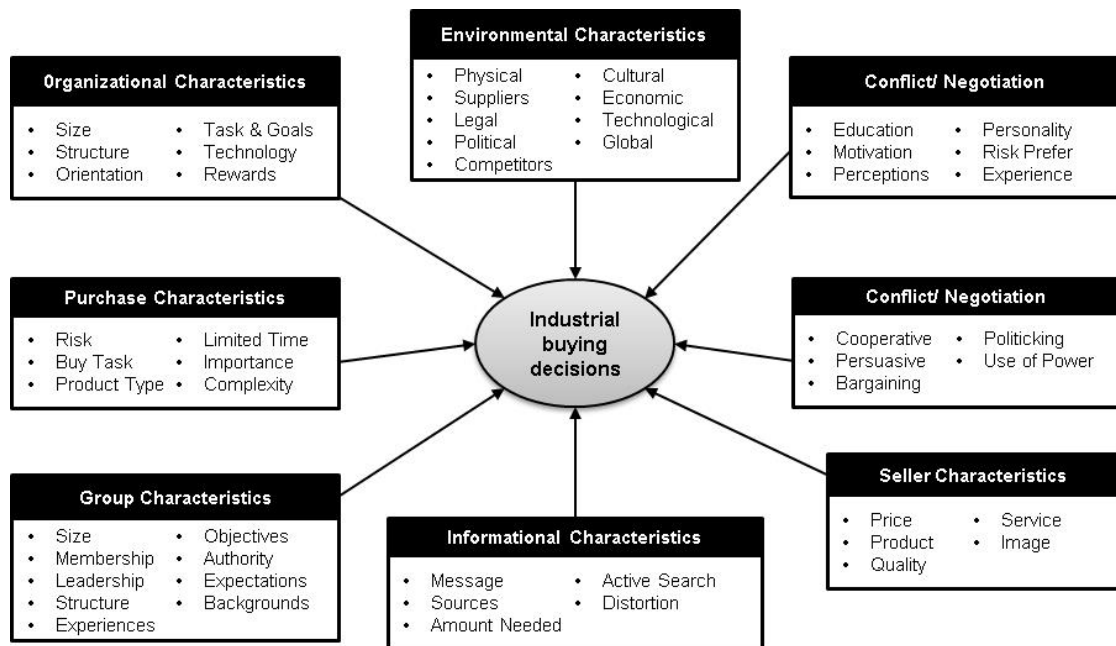 Environmental Characteristics
• Physical
• Suppliers
• Legal
• Political
• Competitors
• Cultural
• Economic
• Technological
• Global
0rganizational Characteristics
• Size
• Structure
• Orientation
• Task & Goals
• Technology
• Rewards
Conflict/ Negotiation
• Education
• Motivation
• Perceptions
• Personality
• Risk Prefer
• Experience
Purchase Characteristics
• Risk
• Buy Task
• Product Type
• Limited Time
• Importance
• Complexity
Industrial
buying
decisions
Conflict/ Negotiation
• Cooperative
• Persuasive
• Bargaining
• Politicking
• Use of Power
Group Characteristics
• Size
• Membership
• Leadership
• Structure
• Experiences
• Objectives
• Authority
• Expectations
• Backgrounds
Informational Characteristics
• Message
• Sources
• Amount Needed
• Active Search
• Distortion
Seller Characteristics
• Price
• Product
• Quality
• Service
• Image